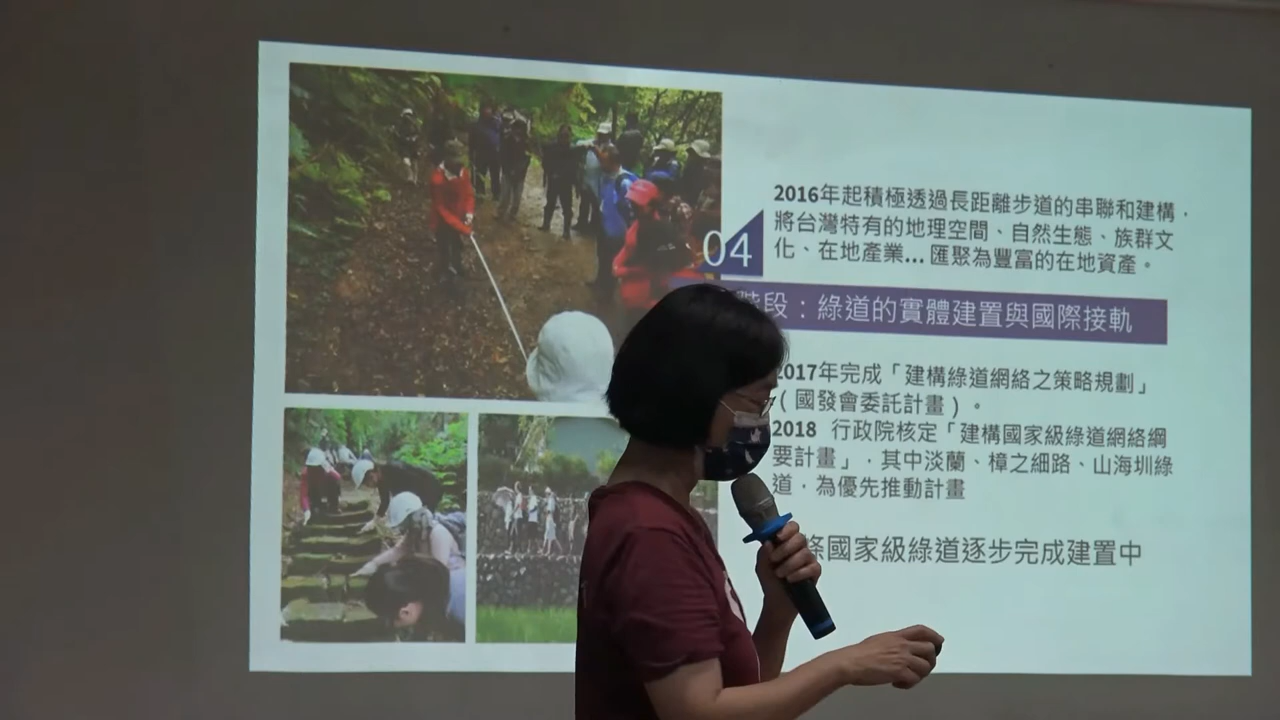 2016年起積極透過長距離步道的串聯和建構，
將台灣特有的地理空間、自然生態、族群文
化、在地產業... 匯聚為豐富的在地資產。
04
階段：綠道的實體建置與國際接軌
2017年完成「建構綠道網絡之策略規劃」
（國發會委託計畫）。
2018 行政院核定「建構國家級綠道網絡綱
要計畫」，其中淡蘭、樟之細路、山海圳綠
道，為優先推動計畫
條國家級綠道逐步完成建置中